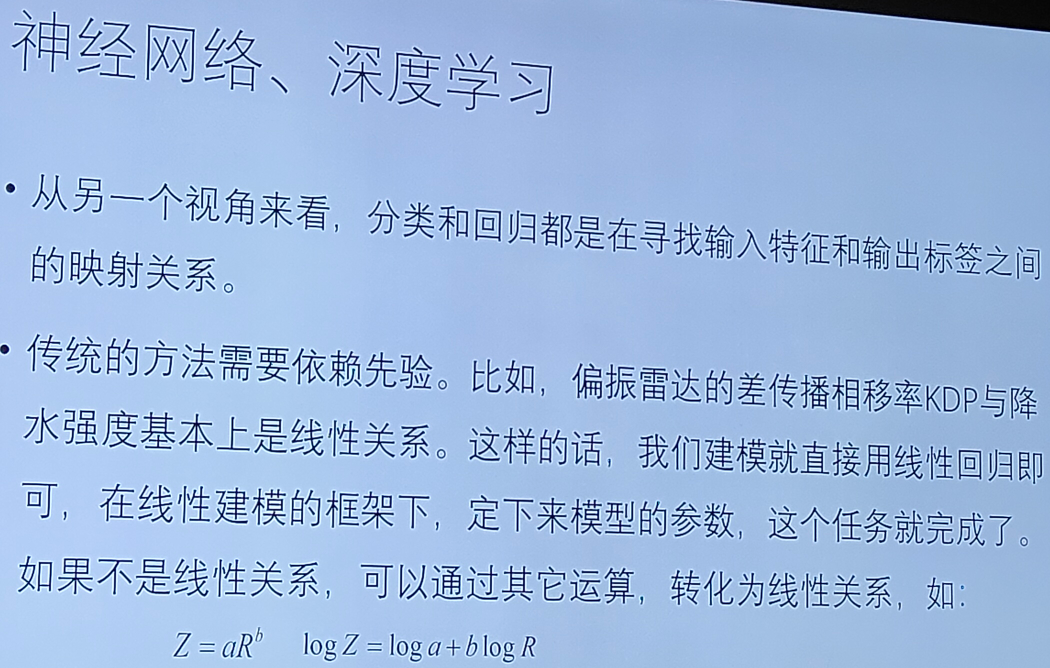 神经网络、深度学习
• 从另一个视角来看，分类和回归都是在寻找输入特征和输出标签之间
的映射关系。
• 传统的方法需要依赖先验。比如，偏振雷达的差传播相移率KDP与降
水强度基本上是线性关系。这样的话，我们建模就直接用线性回归即
可，在线性建模的框架下，定下来模型的参数，这个任务就完成了。
如果不是线性关系，可以通过其它运算，转化为线性关系，如：
Z = aR^b log Z = log a + b log R